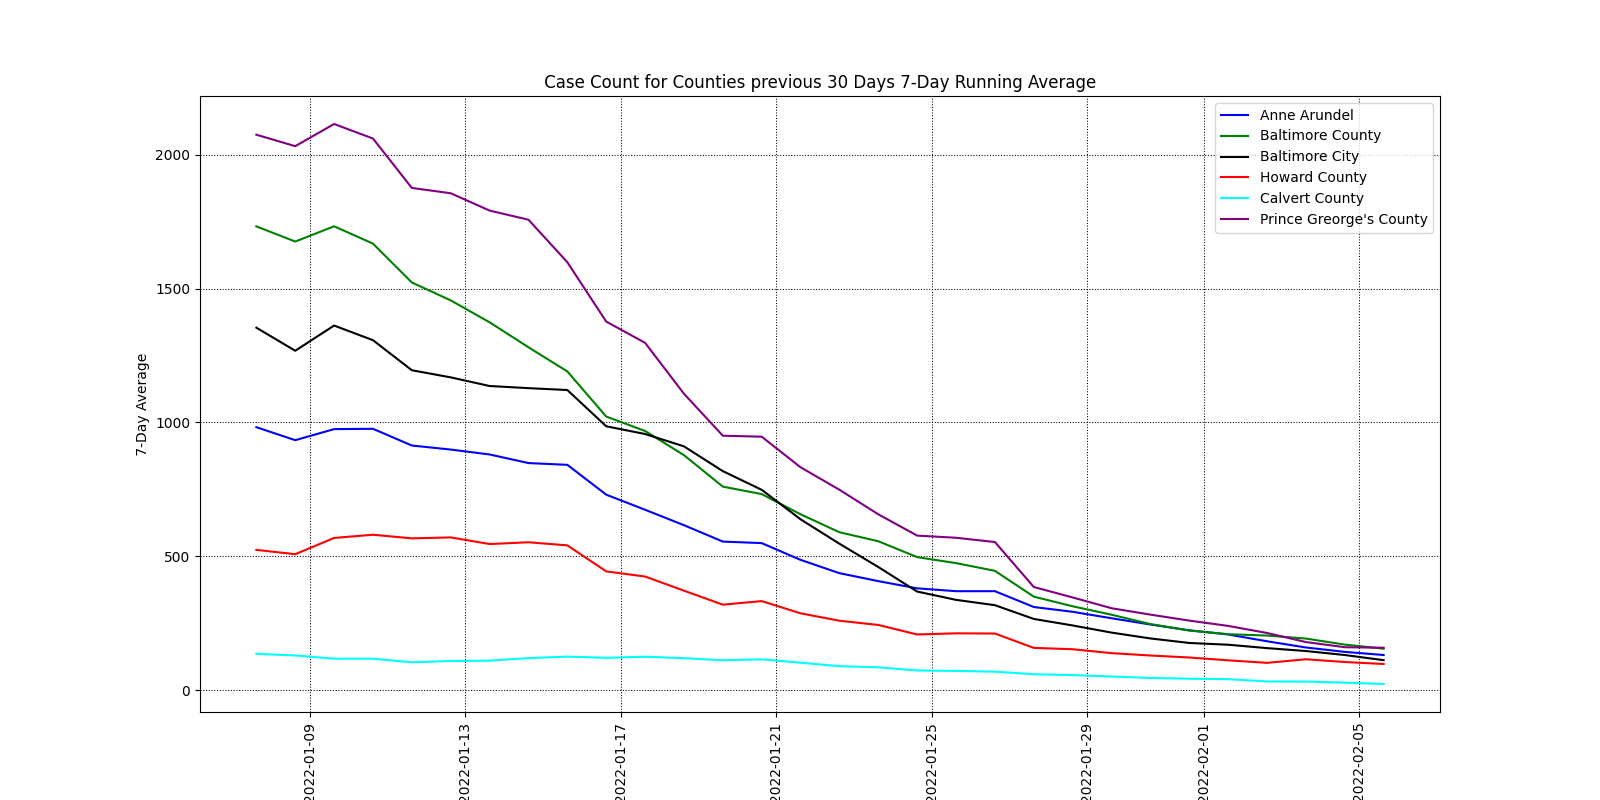 Case Count for Counties previous 30 Days 7-Day Running Average
Anne Arundel
Baltimore County
Baltimore City
Howard County
Calvert County
Prince Greorge's County
7-Day Average
2000
1500
1000
500
0
2022-01-09
2022-01-13
2022-01-17
2022-01-21
2022-01-25
2022-01-29
2022-02-01
2022-02-05